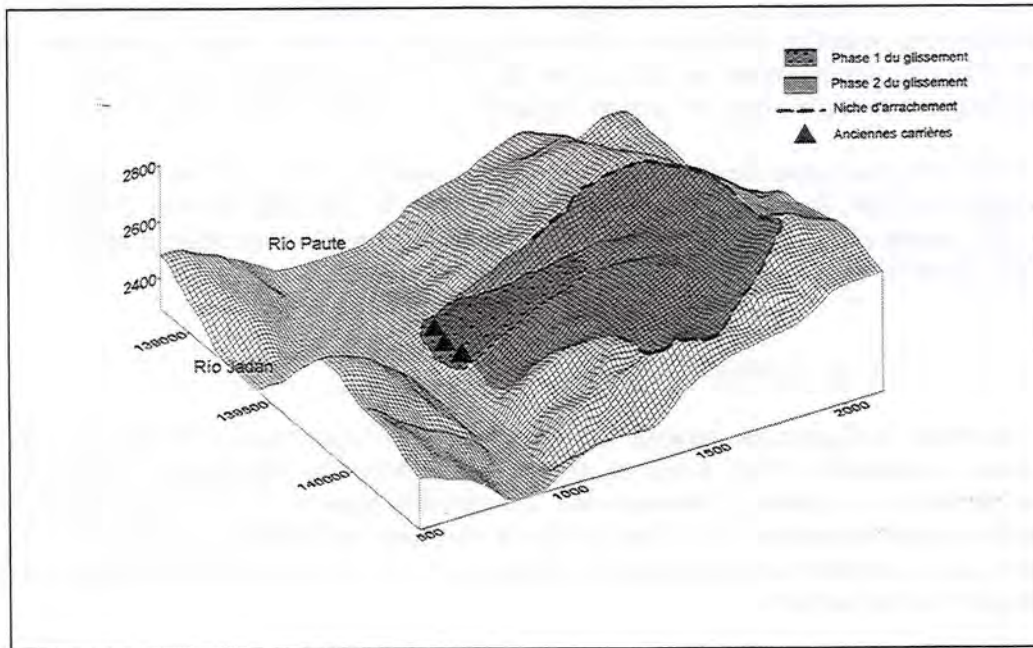 Phase 1 du glissement
Phase 2 du glissement
Niche d'arrachement
Anciennes carrières
2800
2600
2400
Río Paute
Río Jadan
139000
139500
140000
500
1000
1500
2000